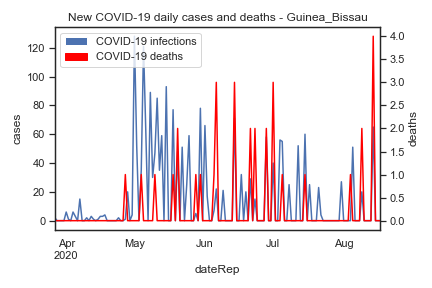 New COVID-19 daily cases and deaths - Guinea_Bissau
COVID-19 infections
COVID-19 deaths
cases
120
100
80
60
40
20
0
deaths
4.0
3.5
3.0
2.5
2.0
1.5
1.0
0.5
0.0
Apr May Jun Jul Aug
2020
dateRep